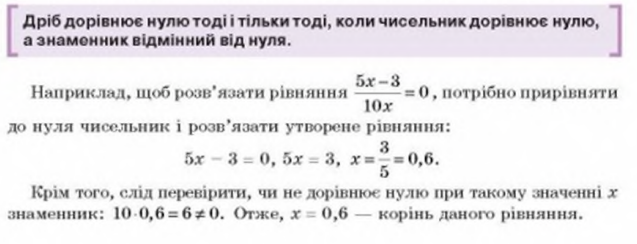 Дріб дорівнює нулю тоді і тільки тоді, коли чисельник дорівнює нулю,
а знаменник відмінний від нуля.
Наприклад, щоб розв'язати рівняння \frac{5x-3}{10x}=0, потрібно прирівняти
до нуля чисельник і розв'язати утворене рівняння:
5x − 3 = 0, 5x = 3, x = \frac{3}{5} = 0,6.
Крім того, слід перевірити, чи не дорівнює нулю при такому значенні x
знаменник: 10·0,6 = 6 ≠ 0. Отже, x = 0,6 — корінь даного рівняння.